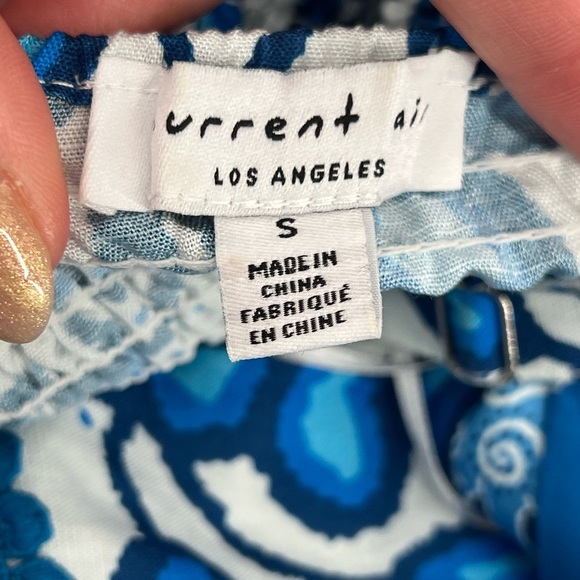 urrent ai
LOS ANGELES
S
MADE IN
CHINA
FABRIQUÉ
EN CHINE